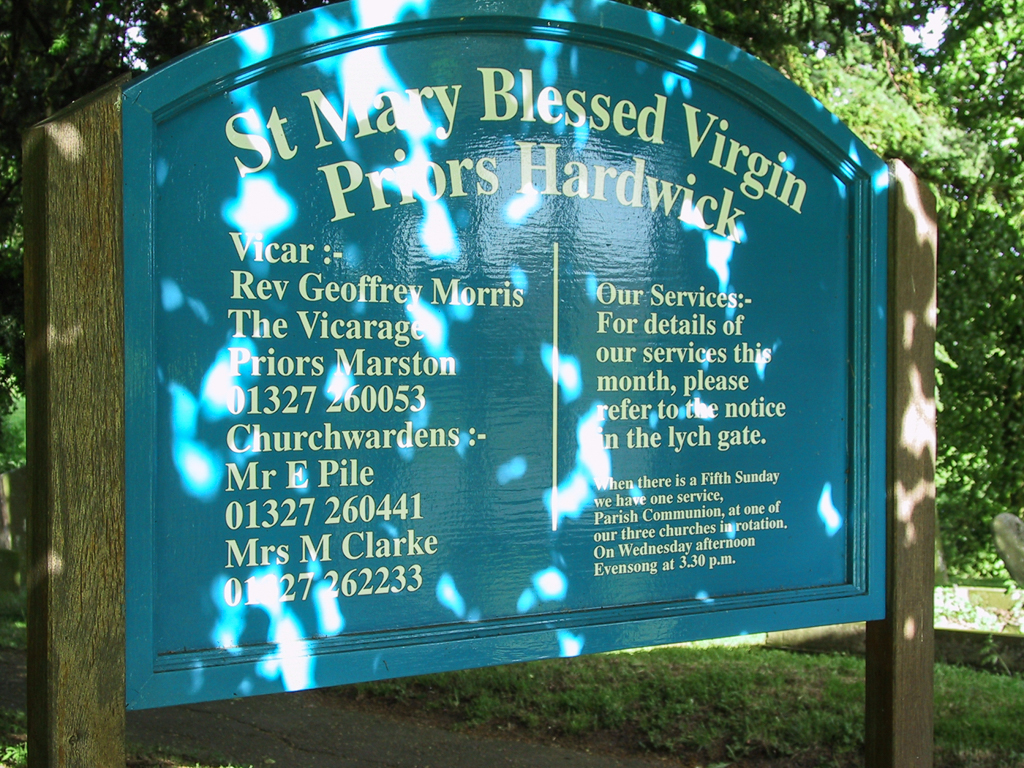 St Mary Blessed Virgin
Priors Hardwick
Vicar :-
Rev Geoffrey Morris
The Vicarage
Priors Marston
01327 260053
Churchwardens :-
Mr E Pile
01327 260441
Mrs M Clarke
01327 262233
Our Services:-
For details of
our services this
month, please
refer to the notice
in the lych gate.
When there is a Fifth Sunday
we have one service,
Parish Communion, at one of
our three churches in rotation.
On Wednesday afternoon
Evensong at 3.30 p.m.